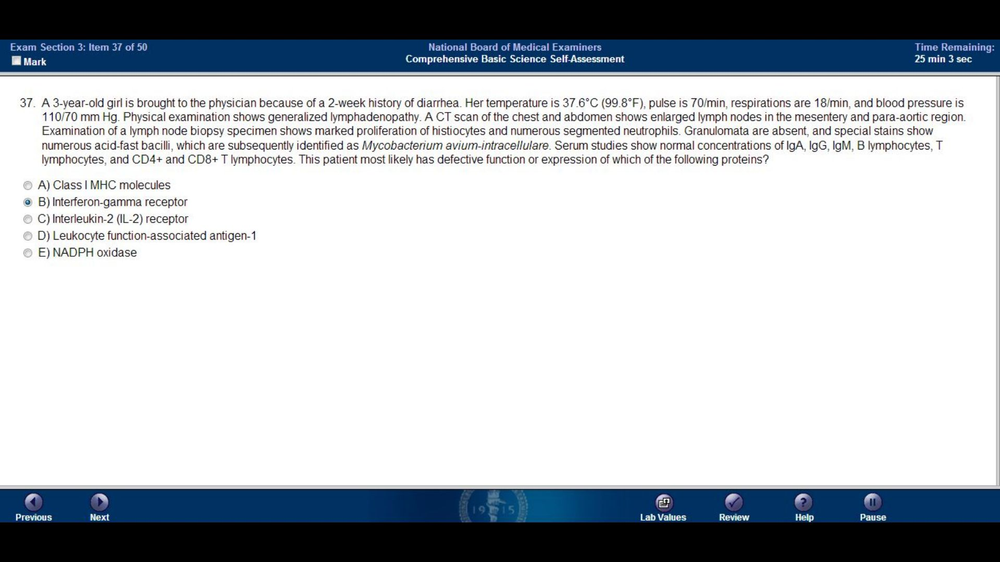 Exam Section 3: Item 37 of 50
National Board of Medical Examiners
Time Remaining:
Mark
Comprehensive Basic Science Self-Assessment
25 min 3 sec
37. A 3-year-old girl is brought to the physician because of a 2-week history of diarrhea. Her temperature is 37.6°C (99.8°F), pulse is 70/min, respirations are 18/min, and blood pressure is
110/70 mm Hg. Physical examination shows generalized lymphadenopathy. A CT scan of the chest and abdomen shows enlarged lymph nodes in the mesentery and para-aortic region.
Examination of a lymph node biopsy specimen shows marked proliferation of histiocytes and numerous segmented neutrophils. Granulomata are absent, and special stains show
numerous acid-fast bacilli, which are subsequently identified as Mycobacterium avium-intracellulare. Serum studies show normal concentrations of IgA, IgG, IgM, B lymphocytes, T
lymphocytes, and CD4+ and CD8+ T lymphocytes. This patient most likely has defective function or expression of which of the following proteins?
A) Class I MHC molecules
B) Interferon-gamma receptor
C) Interleukin-2 (IL-2) receptor
D) Leukocyte function-associated antigen-1
E) NADPH oxidase
1915
Previous
Next
Lab Values
Review
Help
Pause